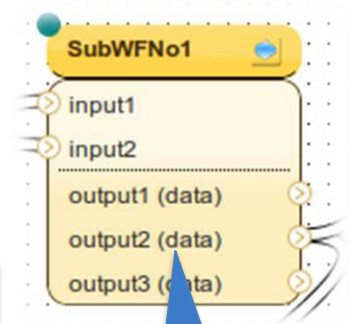 SubWFNo1
input1
input2
output1 (data)
output2 (data)
output3 (data)